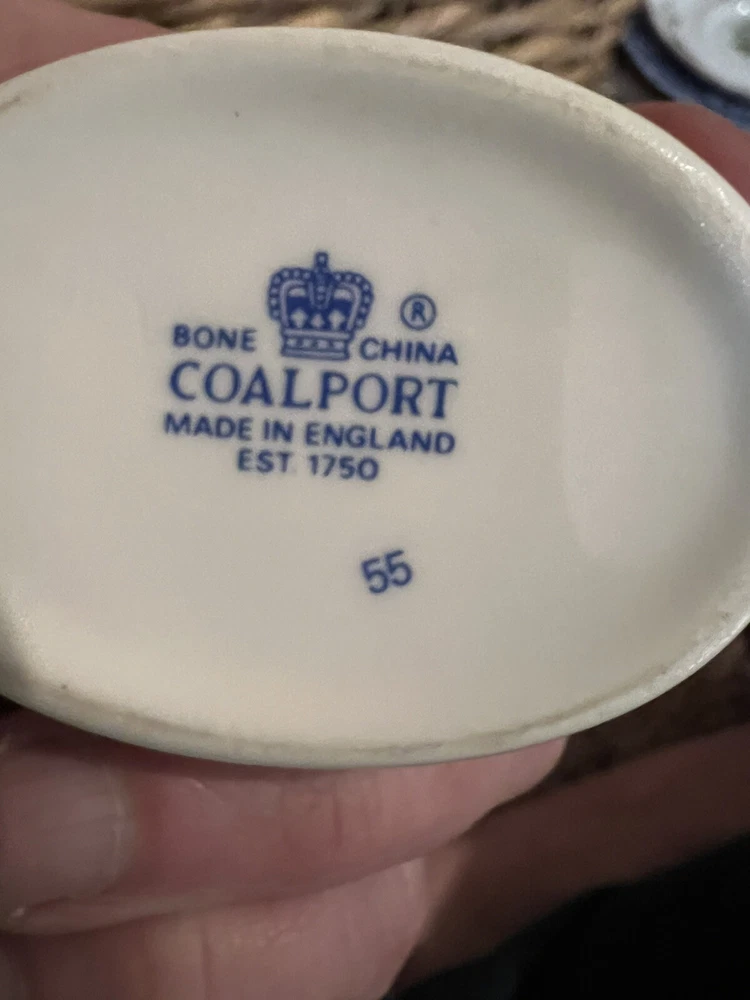 ®
BONE CHINA
COALPORT
MADE IN ENGLAND
EST. 1750
55